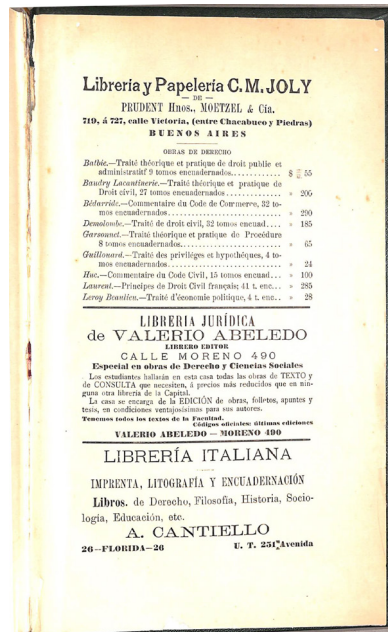 Librería y Papelería C. M. JOLY
— DE —
PRUDENT Hnos., MOETZEL & Cía.
719, á 727, calle Victoria, (entre Chacabuco y Piedras)
BUENOS AIRES
OBRAS DE DERECHO
Batbie.—Traité théorique et pratique de droit public et
administratif 9 tomos encuadernados............ $ 55
Baudry Lacantinerie.—Traité théorique et pratique de
Droit civil, 27 tomos encuadernados............ » 200
Bédarride.—Commentaire du Code de Commerce, 32 to-
mos encuadernados............ » 290
Demolombe.—Traité de droit civil, 32 tomos encuad.... » 185
Garsonnet.—Traité théorique et pratique de Procédure
8 tomos encuadernados............ » 65
Guillouard.—Traité des priviléges et hypothéques, 4 to-
mos encuadernados............ » 24
Huc.—Commentaire du Code Civil, 15 tomos encuad... » 100
Laurent.—Principes de Droit Civil français; 41 t. enc... » 285
Leroy Beaulieu.—Traité d'économie politique, 4 t. enc.. » 28
LIBRERIA JURÍDICA
de VALERIO ABELEDO
LIBRERO EDITOR
CALLE MORENO 490
Especial en obras de Derecho y Ciencias Sociales
Los estudiantes hallarán en esta casa todas las obras de TEXTO y
de CONSULTA que necesiten, á precios más reducidos que en nin-
guna otra librería de la Capital.
La casa se encarga de la EDICIÓN de obras, folletos, apuntes y
tesis, en condiciones ventajosísimas para sus autores.
Tenemos todos los textos de la Facultad.
Códigos oficiales: últimas ediciones
VALERIO ABELEDO — MORENO 490
LIBRERÍA ITALIANA
IMPRENTA, LITOGRAFÍA Y ENCUADERNACIÓN
Libros. de Derecho, Filosofía, Historia, Socio-
logía, Educación, etc.
A. CANTIELLO
26—FLORIDA—26 U. T. 251, Avenida